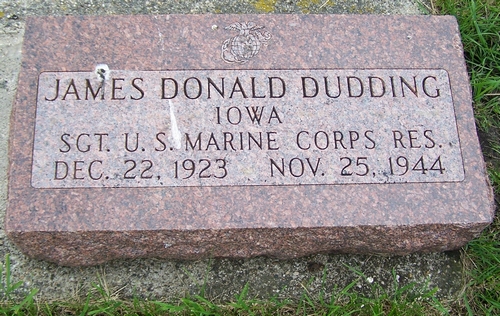 JAMES DONALD DUDDING
IOWA
SGT. U. S. MARINE CORPS RES.
DEC. 22, 1923 NOV. 25, 1944